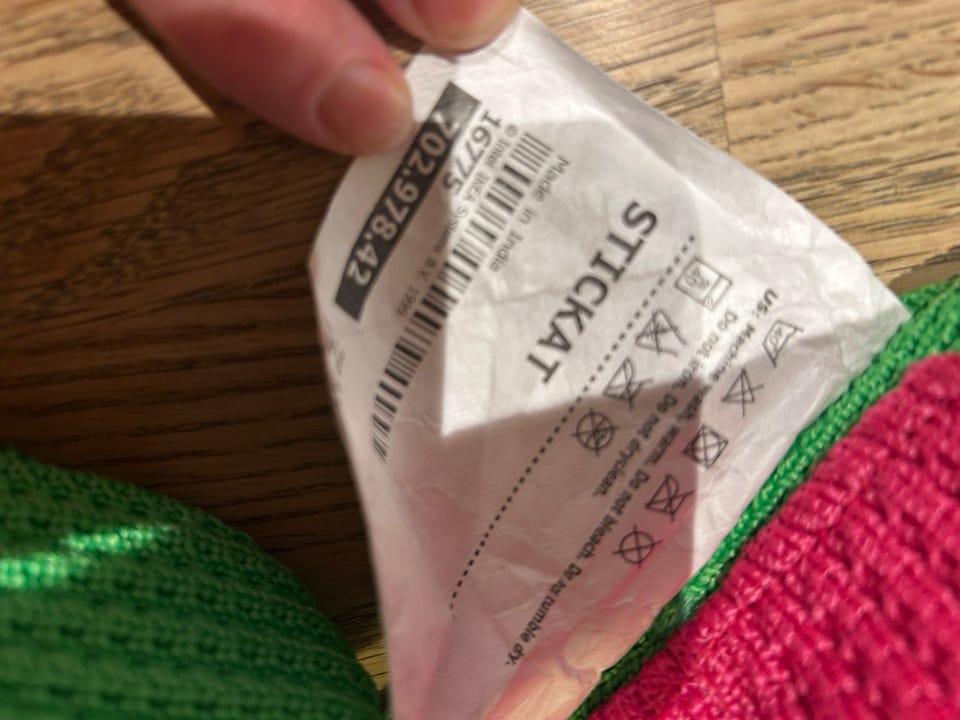 702.978.42
16775
© Inter IKEA Systems B.V. 1999
Made in India
STICKAT
US: Machine wash, warm. Do not bleach. Do not tumble dry.
Do not iron. Do not dryclean.